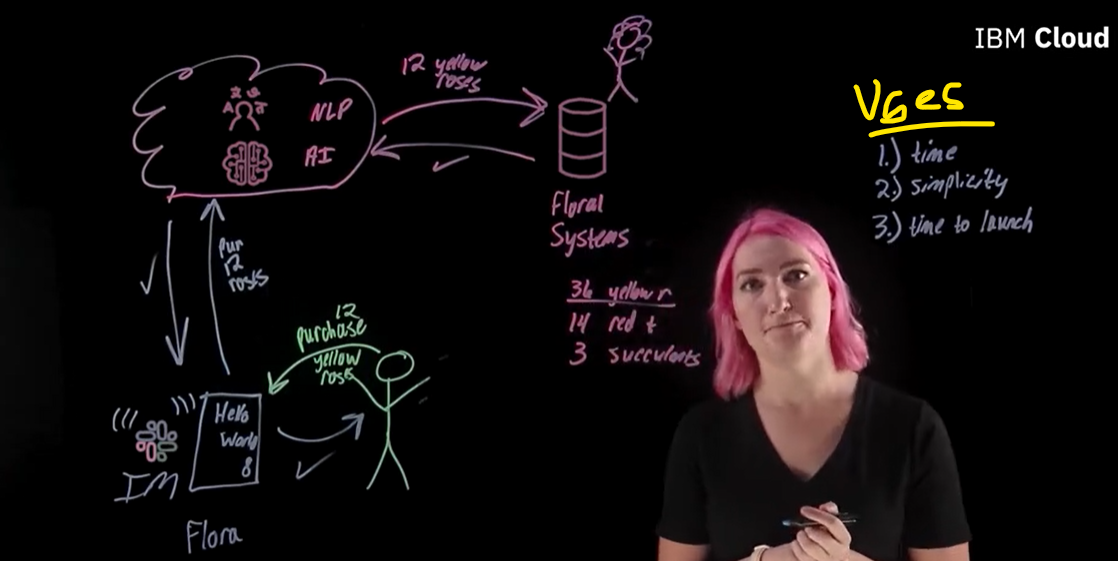 IBM Cloud
12 yellow
roses
NLP
AI
Floral
Systems
36 yellow r
14 red t
3 succulents
pur
12
roses
12
purchase
yellow
roses
Hello
World
8
IM
Flora
1.) time
2.) simplicity
3.) time to launch